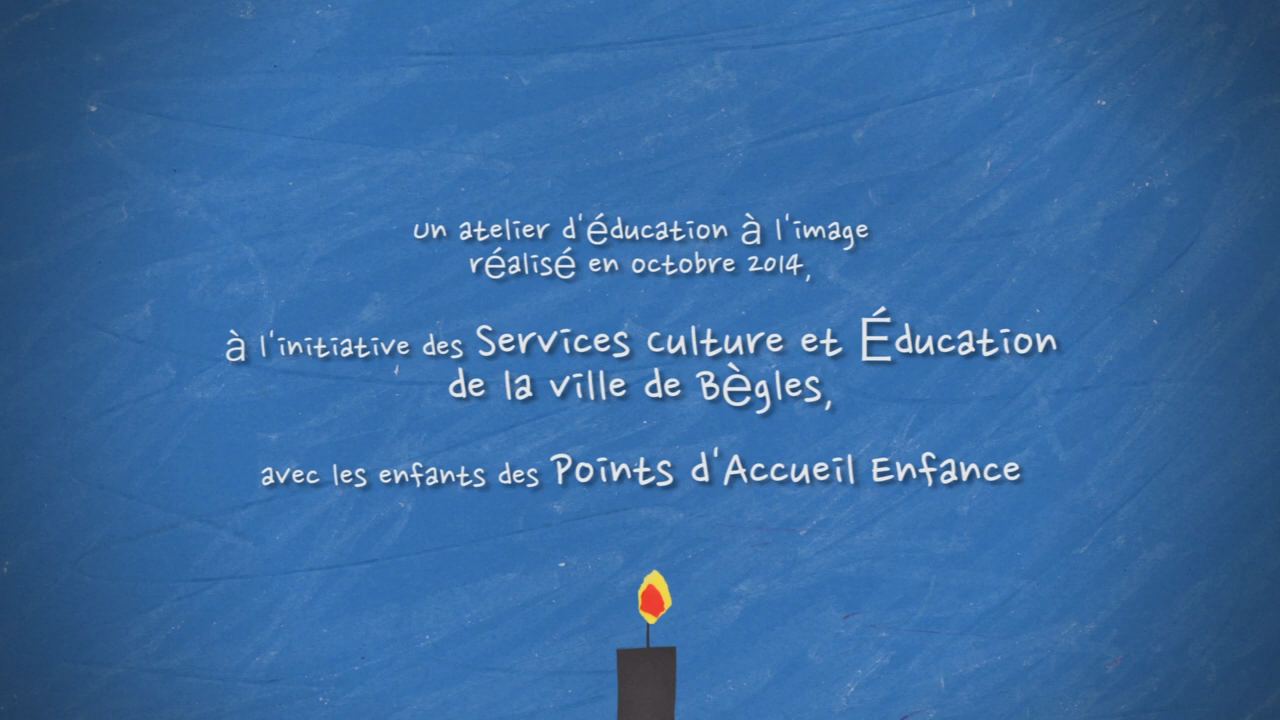 un atelier d'éducation à l'image
réalisé en octobre 2014,
à l'initiative des Services culture et Éducation
de la ville de Bègles,
avec les enfants des Points d'Accueil Enfance